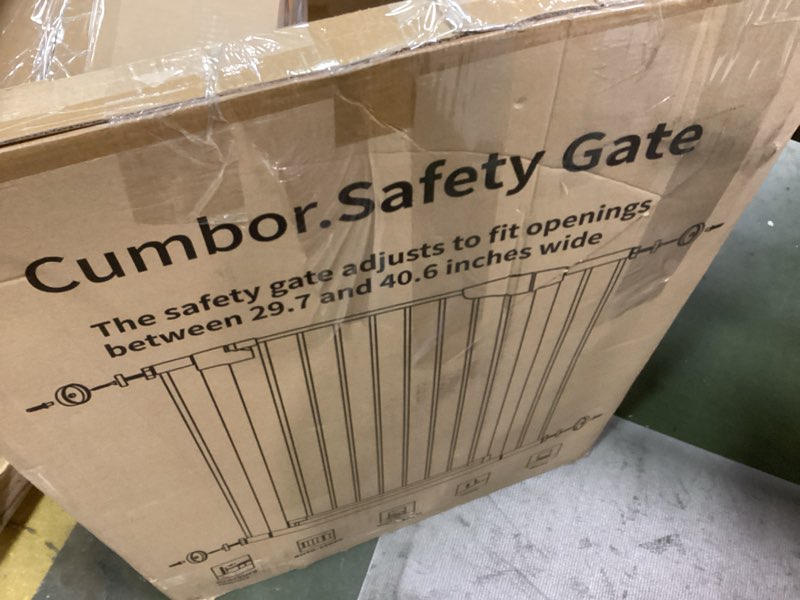 Cumbor.Safety Gate
The safety gate adjusts to fit openings
between 29.7 and 40.6 inches wide